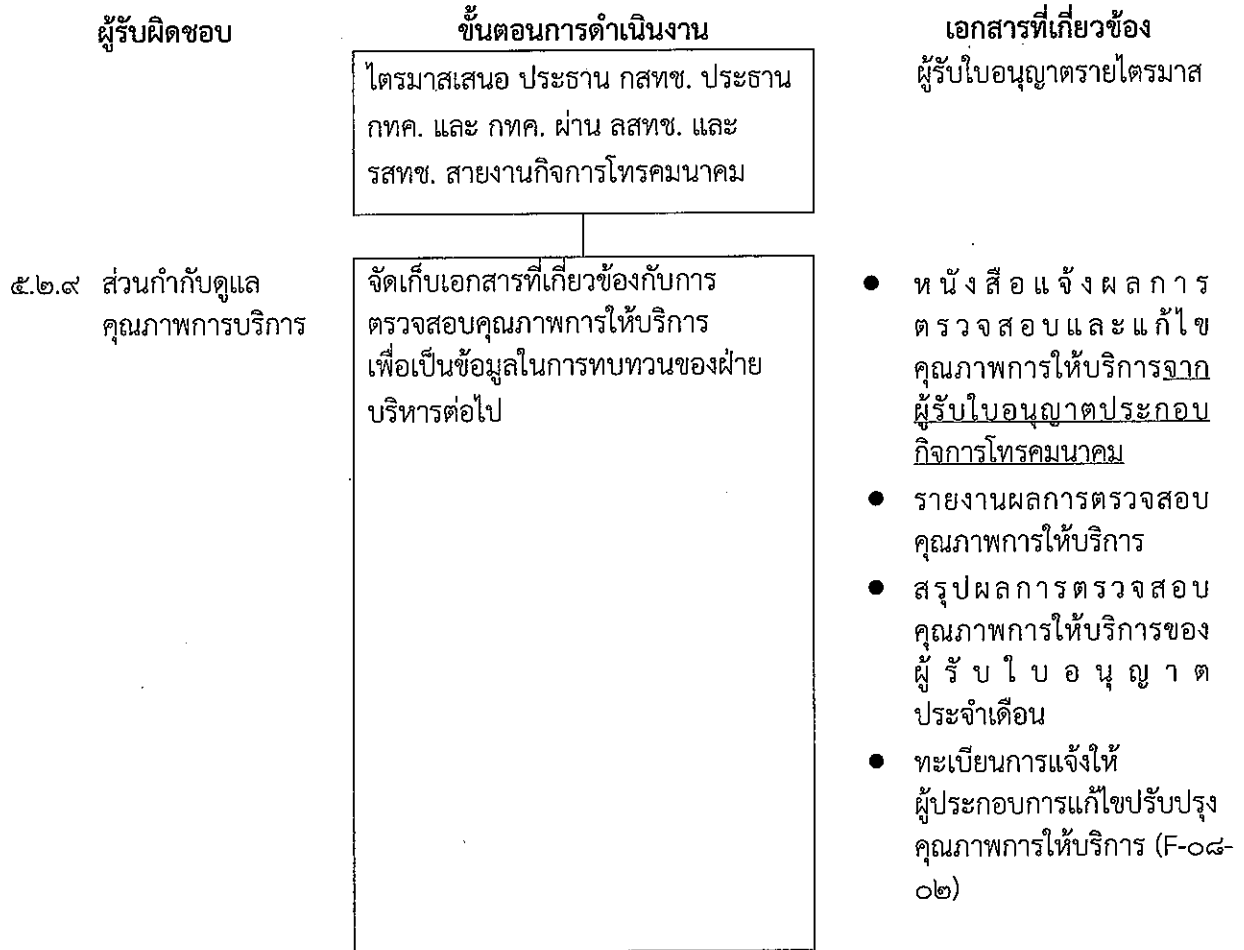 ผู้รับผิดชอบ
ขั้นตอนการดำเนินงาน
เอกสารที่เกี่ยวข้อง
ไตรมาสเสนอ ประธาน กสทช. ประธาน
กทค. และ กทค. ผ่าน ลสทช. และ
รสทช. สายงานกิจการโทรคมนาคม
ผู้รับใบอนุญาตรายไตรมาส
๕.๒.๙ ส่วนกำกับดูแล
คุณภาพการบริการ
จัดเก็บเอกสารที่เกี่ยวข้องกับการ
ตรวจสอบคุณภาพการให้บริการ
เพื่อเป็นข้อมูลในการทบทวนของฝ่าย
บริหารต่อไป
● หนังสือแจ้งผลการ
ตรวจสอบและแก้ไข
คุณภาพการให้บริการจาก
ผู้รับใบอนุญาตประกอบ
กิจการโทรคมนาคม
● รายงานผลการตรวจสอบ
คุณภาพการให้บริการ
● สรุปผลการตรวจสอบ
คุณภาพการให้บริการของ
ผู้รับใบอนุญาต
ประจำเดือน
● ทะเบียนการแจ้งให้
ผู้ประกอบการแก้ไขปรับปรุง
คุณภาพการให้บริการ (F-๐๘-
๐๒)